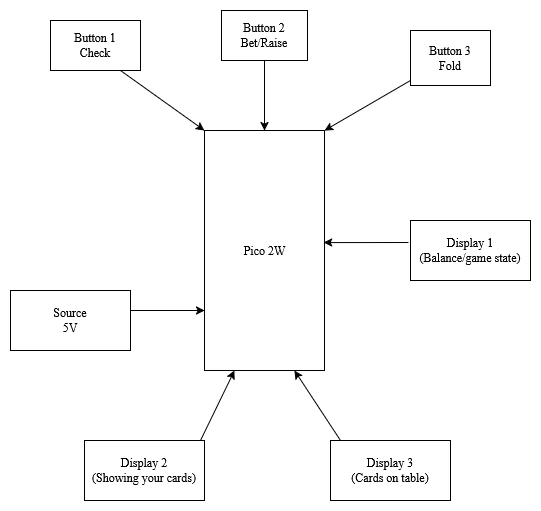 Button 1
Check
Button 2
Bet/Raise
Button 3
Fold
Pico 2W
Display 1
(Balance/game state)
Source
5V
Display 2
(Showing your cards)
Display 3
(Cards on table)